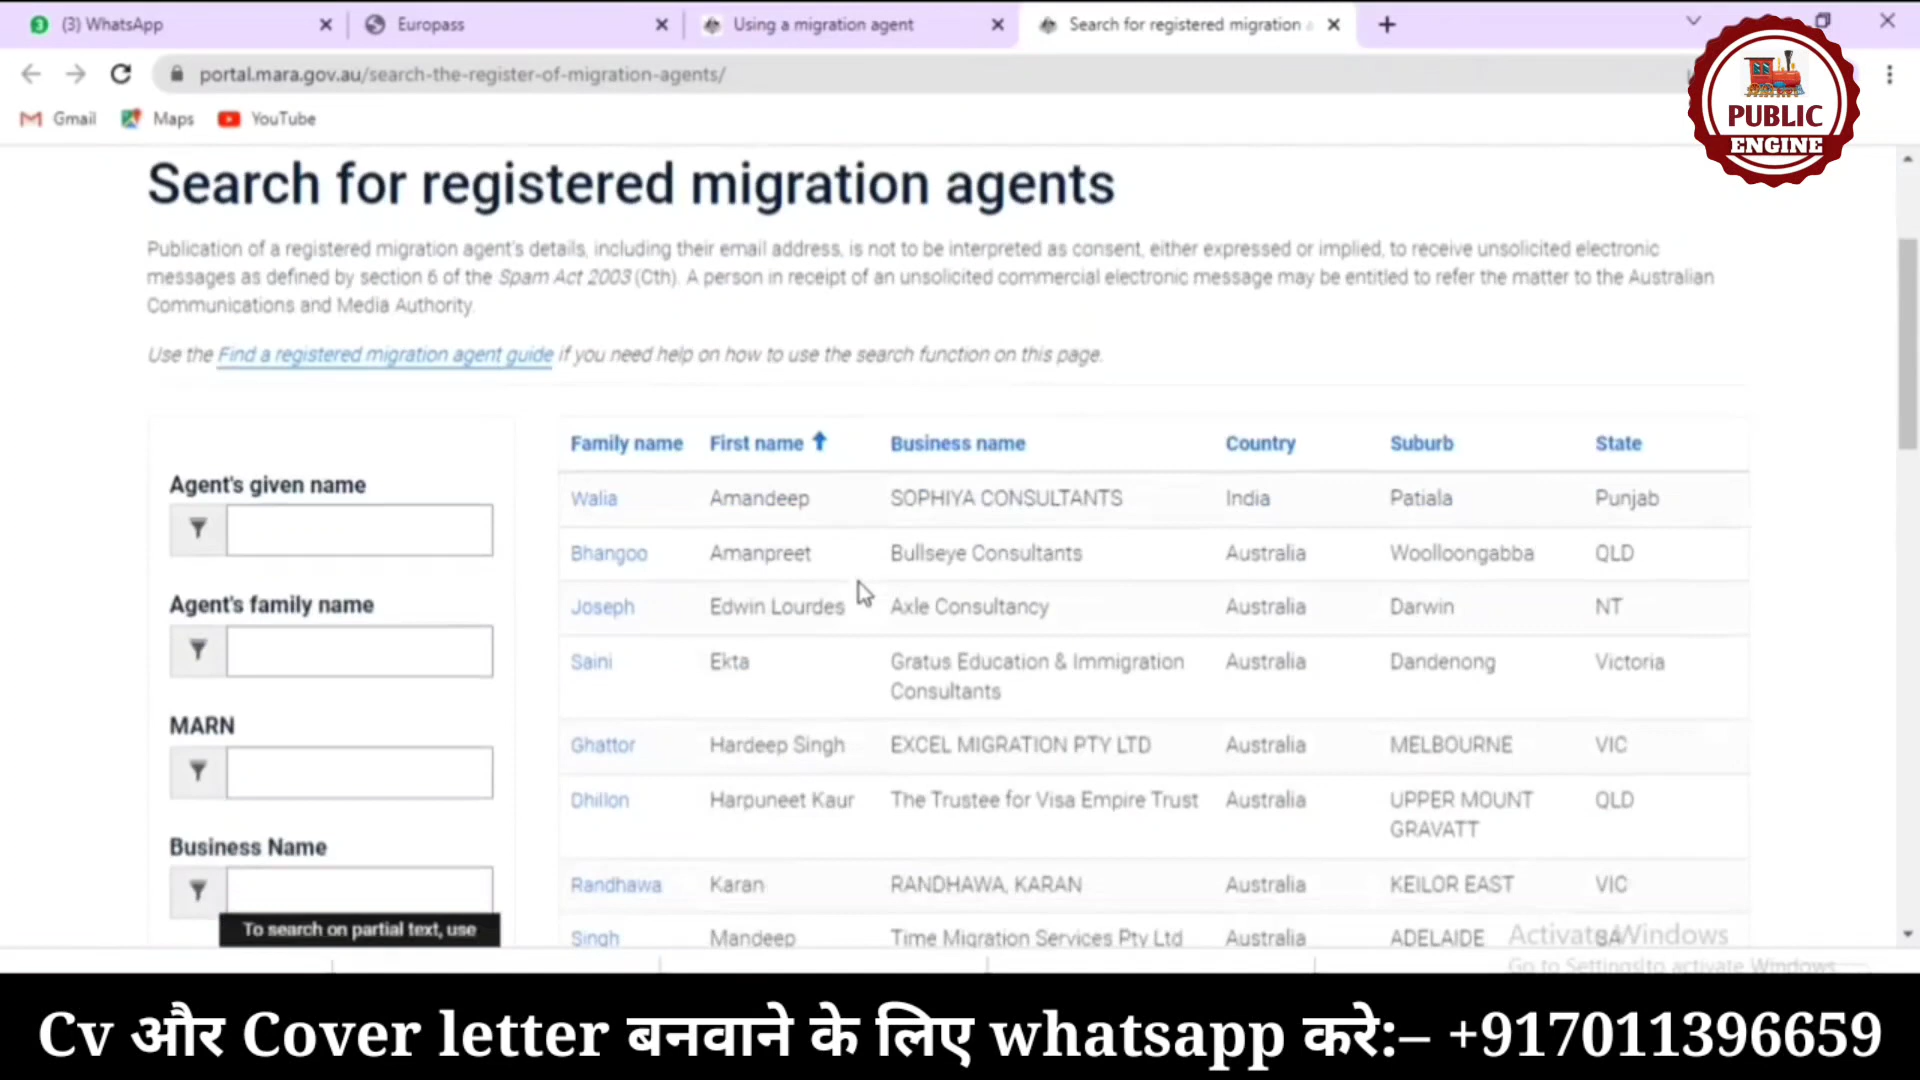 (3) WhatsApp
Europass
Using a migration agent
Search for registered migration
portal.mara.gov.au/search-the-register-of-migration-agents/
Gmail Maps YouTube
PUBLIC
ENGINE
Search for registered migration agents
Publication of a registered migration agent's details, including their email address, is not to be interpreted as consent, either expressed or implied, to receive unsolicited electronic
messages as defined by section 6 of the Spam Act 2003 (Cth). A person in receipt of an unsolicited commercial electronic message may be entitled to refer the matter to the Australian
Communications and Media Authority.
Use the Find a registered migration agent guide if you need help on how to use the search function on this page.
Agent's given name
Agent's family name
MARN
Business Name
To search on partial text, use
Family name First name Business name Country Suburb State
Walia Amandeep SOPHIYA CONSULTANTS India Patiala Punjab
Bhangoo Amanpreet Bullseye Consultants Australia Woolloongabba QLD
Joseph Edwin Lourdes Axle Consultancy Australia Darwin NT
Saini Ekta Gratus Education & Immigration Australia Dandenong Victoria
Consultants
Ghattor Hardeep Singh EXCEL MIGRATION PTY LTD Australia MELBOURNE VIC
Dhillon Harpuneet Kaur The Trustee for Visa Empire Trust Australia UPPER MOUNT QLD
GRAVATT
Randhawa Karan RANDHAWA, KARAN Australia KEILOR EAST VIC
Singh Mandeep Time Migration Services Pty Ltd Australia ADELAIDE SA
Activate Windows
Go to Settings to activate Windows.
Cv और Cover letter बनवाने के लिए whatsapp करे:– +917011396659